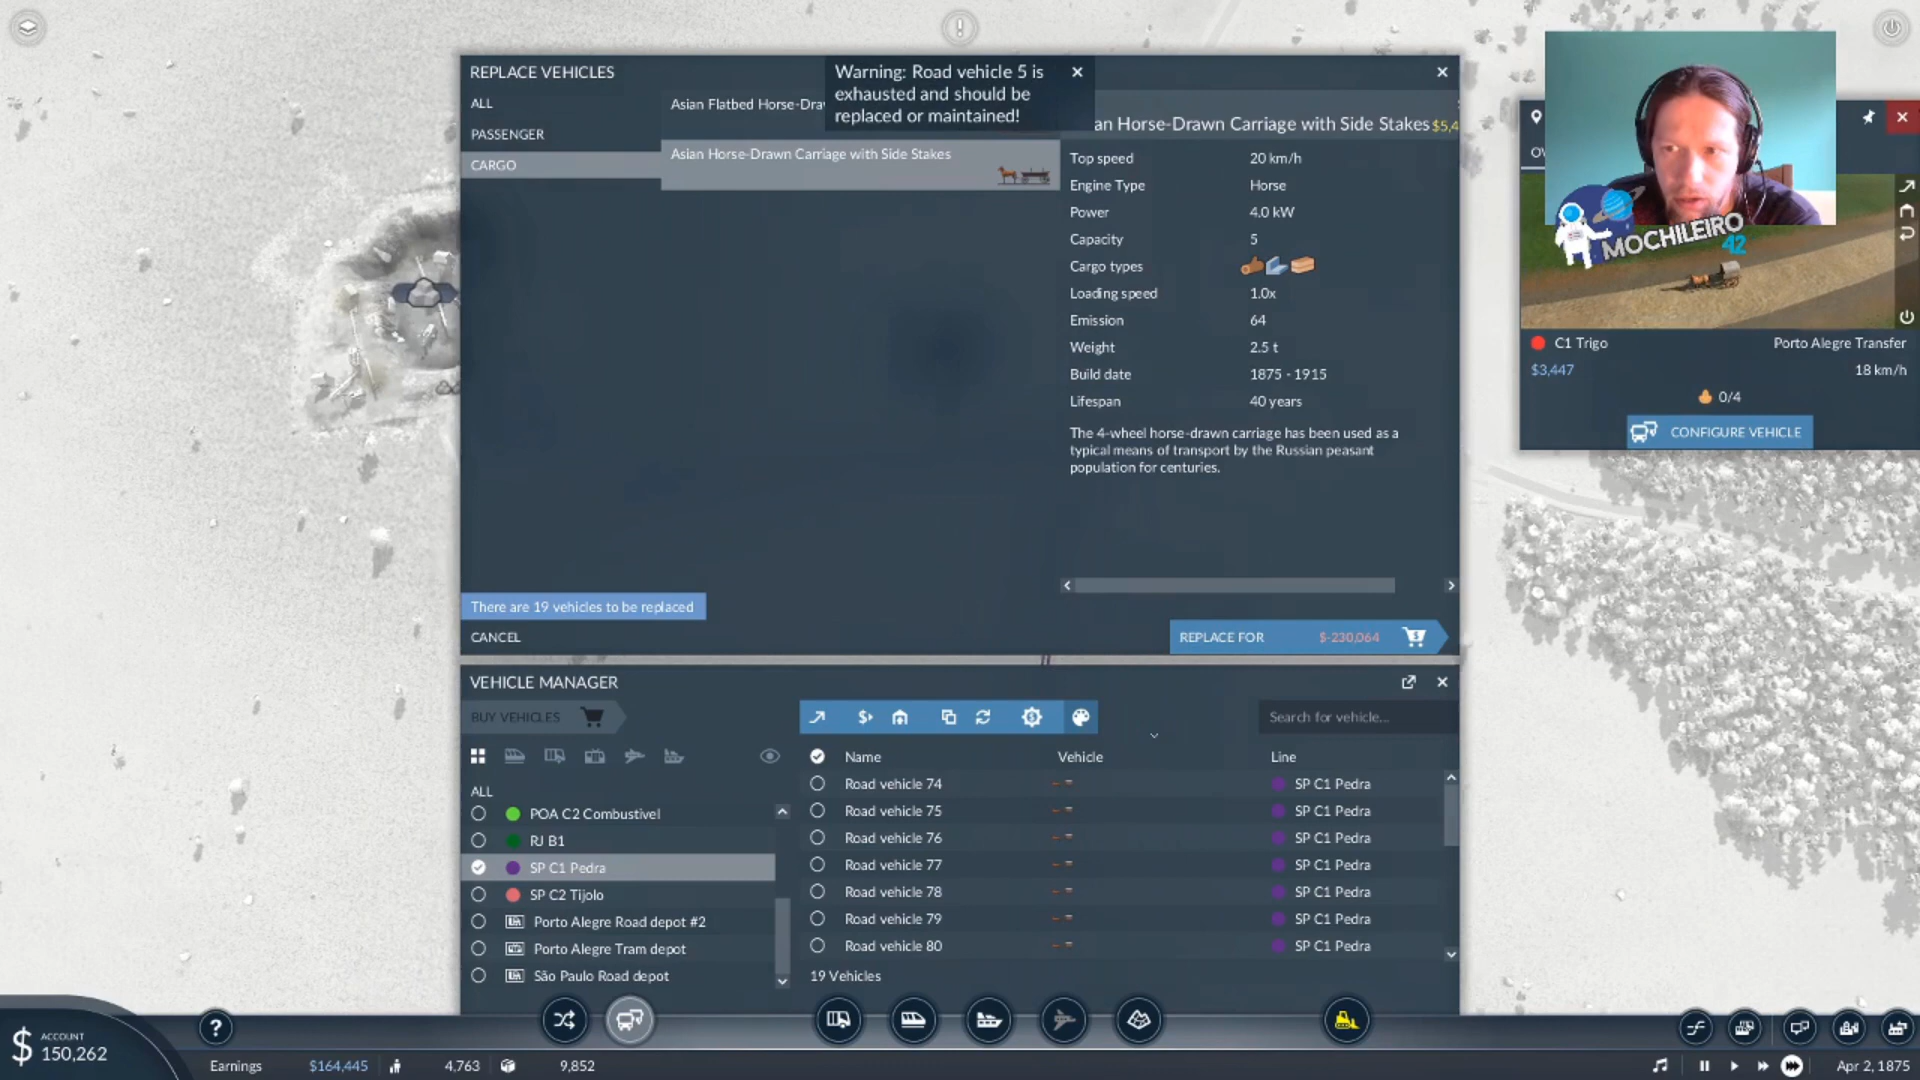 REPLACE VEHICLES
ALL
PASSENGER
CARGO
Asian Flatbed Horse-Dra
Asian Horse-Drawn Carriage with Side Stakes
Warning: Road vehicle 5 is
exhausted and should be
replaced or maintained!
an Horse-Drawn Carriage with Side Stakes $5,4
Top speed 20 km/h
Engine Type Horse
Power 4.0 kW
Capacity 5
Cargo types
Loading speed 1.0x
Emission 64
Weight 2.5 t
Build date 1875 - 1915
Lifespan 40 years
The 4-wheel horse-drawn carriage has been used as a
typical means of transport by the Russian peasant
population for centuries.
There are 19 vehicles to be replaced
CANCEL
REPLACE FOR $-230,064
MOCHILEIRO
42
C1 Trigo Porto Alegre Transfer
$3,447 18 km/h
0/4
CONFIGURE VEHICLE
VEHICLE MANAGER
BUY VEHICLES
Search for vehicle...
Name Vehicle Line
ALL
POA C2 Combustivel
RJ B1
SP C1 Pedra
SP C2 Tijolo
Porto Alegre Road depot #2
Porto Alegre Tram depot
São Paulo Road depot
Road vehicle 74 SP C1 Pedra
Road vehicle 75 SP C1 Pedra
Road vehicle 76 SP C1 Pedra
Road vehicle 77 SP C1 Pedra
Road vehicle 78 SP C1 Pedra
Road vehicle 79 SP C1 Pedra
Road vehicle 80 SP C1 Pedra
19 Vehicles
$ ACCOUNT
150,262
?
Earnings $164,445 4,763 9,852
Apr 2, 1875